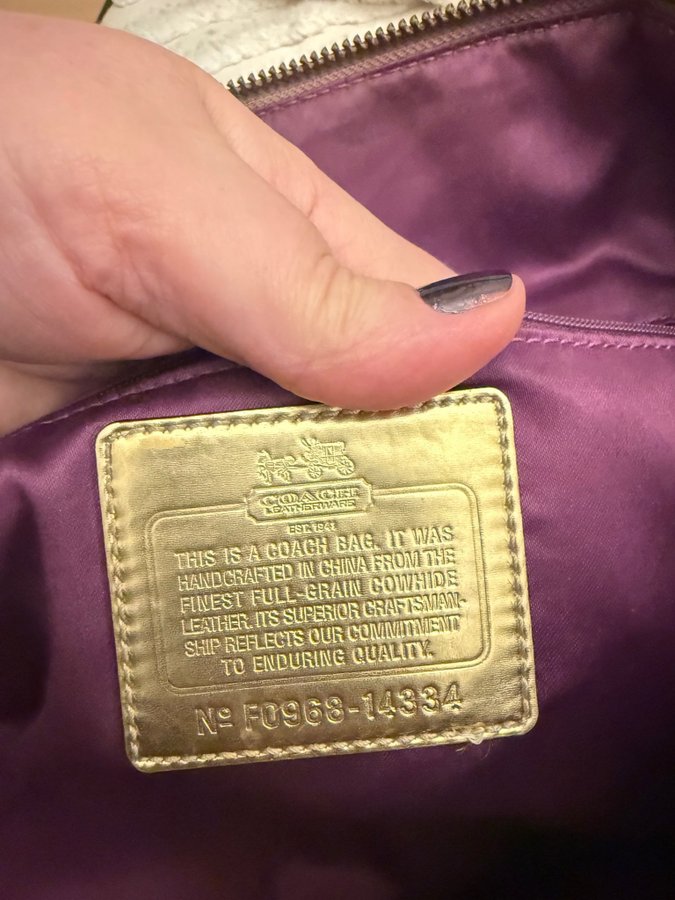 COACH
LEATHERWARE
EST. 1941
THIS IS A COACH BAG. IT WAS
HANDCRAFTED IN CHINA FROM THE
FINEST FULL-GRAIN COWHIDE
LEATHER. ITS SUPERIOR CRAFTSMAN-
SHIP REFLECTS OUR COMMITMENT
TO ENDURING QUALITY.
Nº F0968-14334